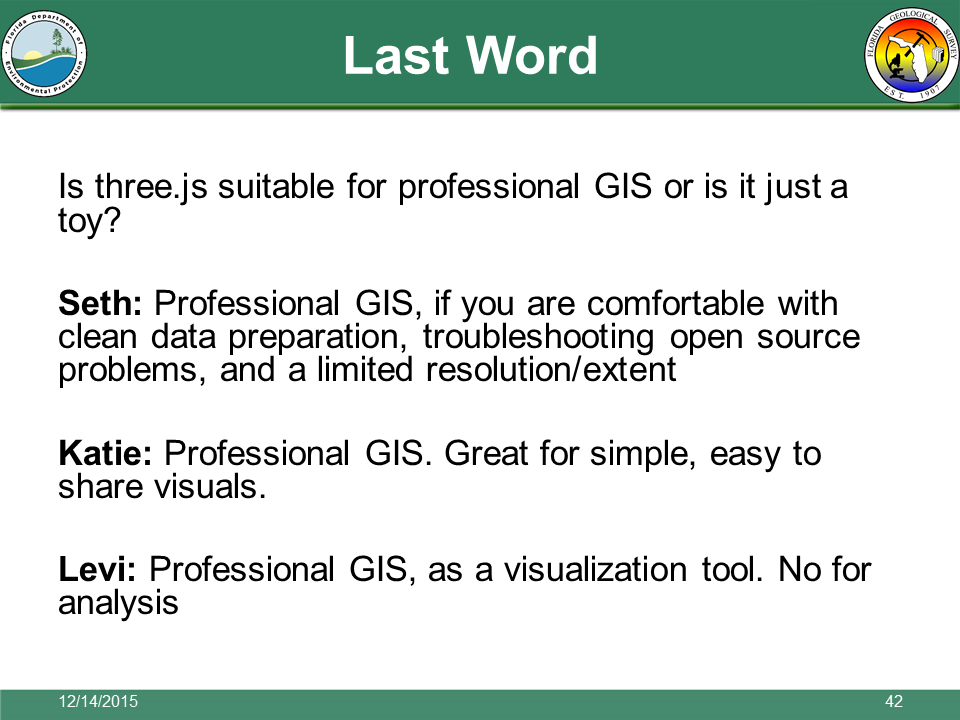 Florida Department of
Environmental Protection
Last Word
FLORIDA GEOLOGICAL SURVEY
EST. 1907
Is three.js suitable for professional GIS or is it just a
toy?
Seth: Professional GIS, if you are comfortable with
clean data preparation, troubleshooting open source
problems, and a limited resolution/extent
Katie: Professional GIS. Great for simple, easy to
share visuals.
Levi: Professional GIS, as a visualization tool. No for
analysis
12/14/2015
42